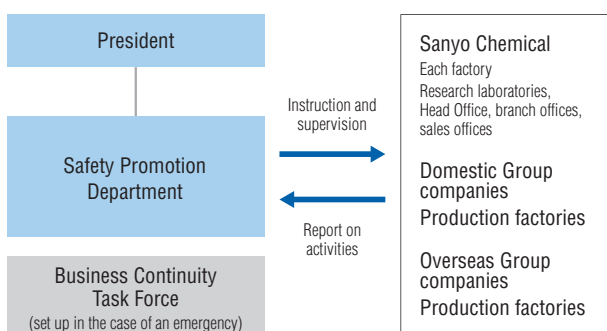 President
Safety Promotion
Department
Business Continuity
Task Force
(set up in the case of an emergency)
Instruction and
supervision
Report on
activities
Sanyo Chemical
Each factory
Research laboratories,
Head Office, branch offices,
sales offices
Domestic Group
companies
Production factories
Overseas Group
companies
Production factories